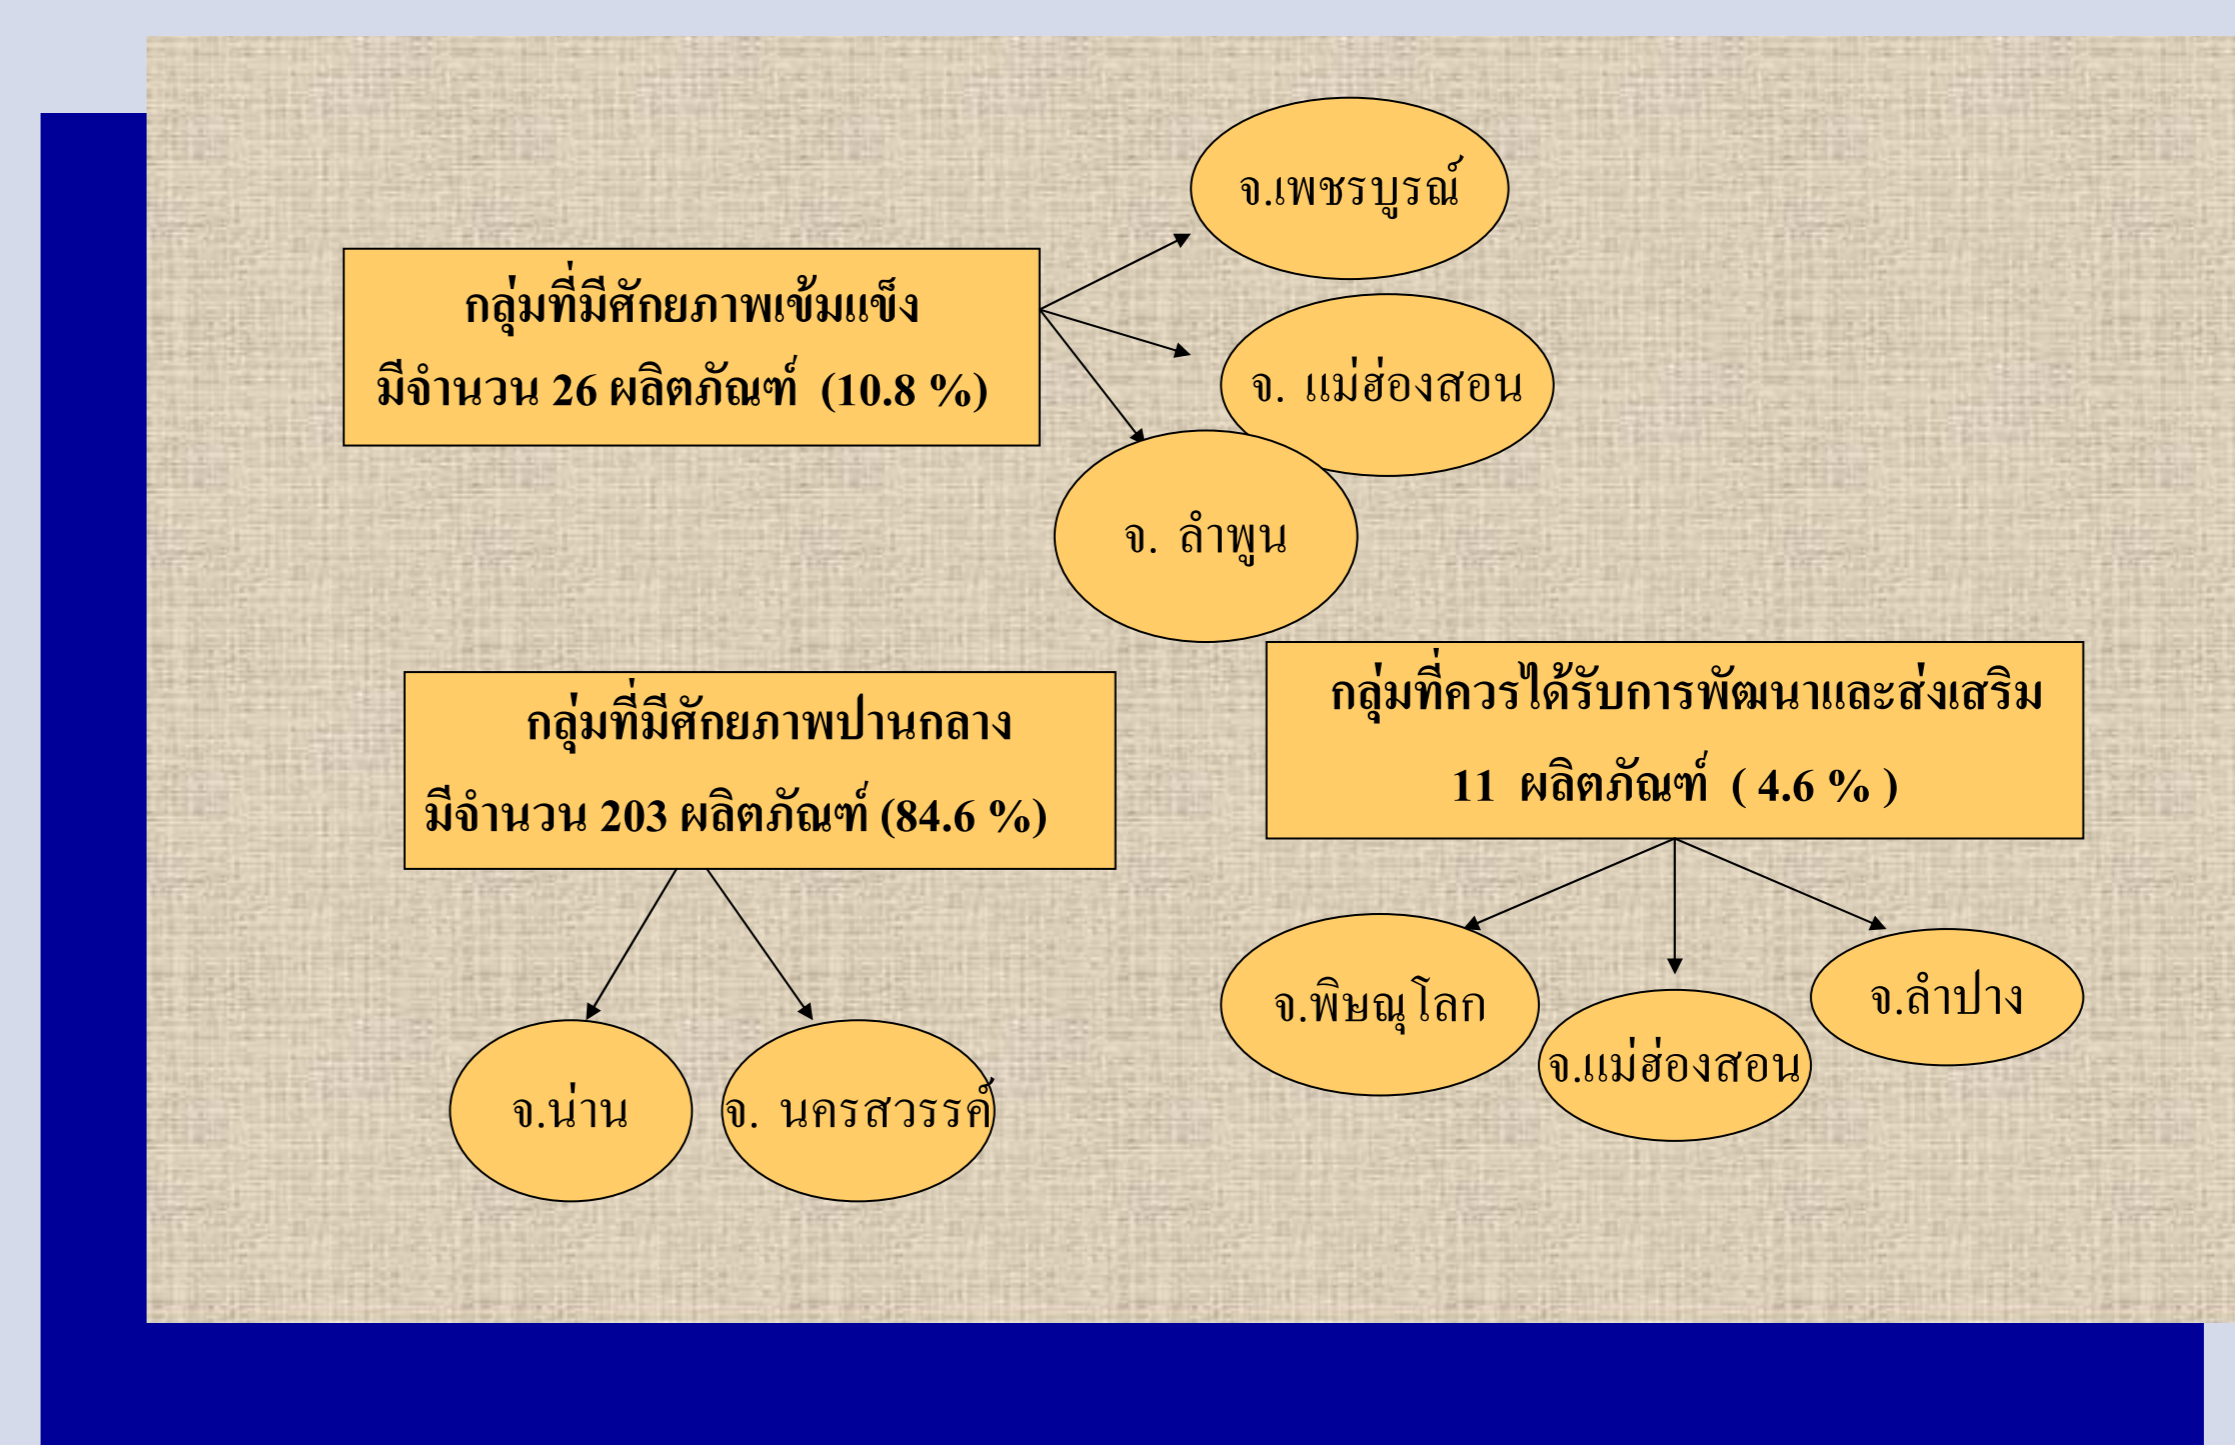 จ.เพชรบูรณ์
กลุ่มที่มีศักยภาพเข้มแข็ง
มีจำนวน 26 ผลิตภัณฑ์ (10.8 %)
จ. แม่ฮ่องสอน
จ. ลำพูน
กลุ่มที่มีศักยภาพปานกลาง
มีจำนวน 203 ผลิตภัณฑ์ (84.6 %)
จ.น่าน
จ. นครสวรรค์
กลุ่มที่ควรได้รับการพัฒนาและส่งเสริม
11 ผลิตภัณฑ์ ( 4.6 % )
จ.พิษณุโลก
จ.แม่ฮ่องสอน
จ.ลำปาง